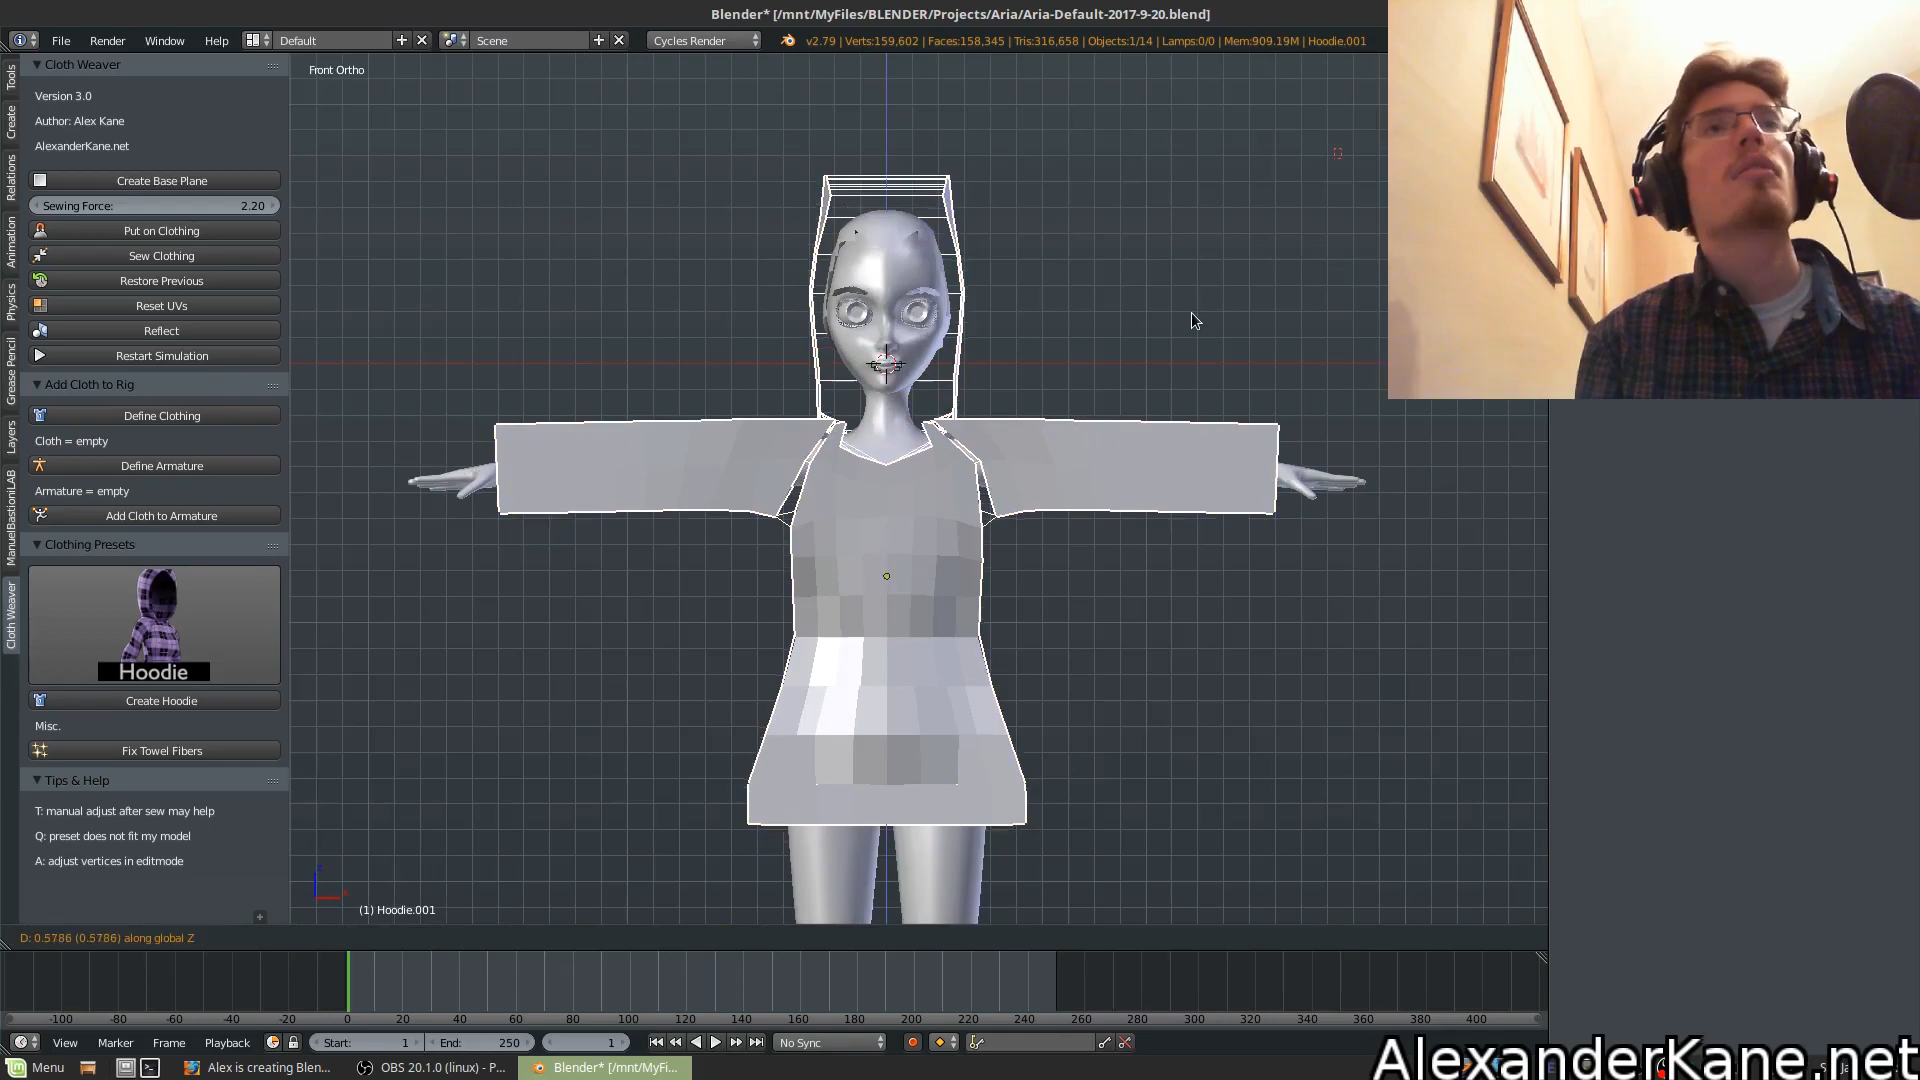 Blender* [/mnt/MyFiles/BLENDER/Projects/Aria/Aria-Default-2017-9-20.blend]
File Render Window Help Default Scene Cycles Render v2.79 | Verts:159,602 | Faces:158,345 | Tris:316,658 | Objects:1/14 | Lamps:0/0 | Mem:909.19M | Hoodie.001
Tools
Create
Relations
Animation
Physics
Grease Pencil
Layers
ManuelBastioniLAB
Cloth Weaver
Cloth Weaver
Version 3.0
Author: Alex Kane
AlexanderKane.net
Create Base Plane
Sewing Force: 2.20
Put on Clothing
Sew Clothing
Restore Previous
Reset UVs
Reflect
Restart Simulation
Add Cloth to Rig
Define Clothing
Cloth = empty
Define Armature
Armature = empty
Add Cloth to Armature
Clothing Presets
Hoodie
Create Hoodie
Misc.
Fix Towel Fibers
Tips & Help
T: manual adjust after sew may help
Q: preset does not fit my model
A: adjust vertices in editmode
Front Ortho
(1) Hoodie.001
D: 0.5786 (0.5786) along global Z
-100 -80 -60 -40 -20 0 20 40 60 80 100 120 140 160 180 200 220 240 260 280 300 320 340 360 380 400
View Marker Frame Playback Start: 1 End: 250 1 No Sync
Menu Alex is creating Blen... OBS 20.1.0 (linux) - P... Blender* [/mnt/MyFi...
AlexanderKane.net